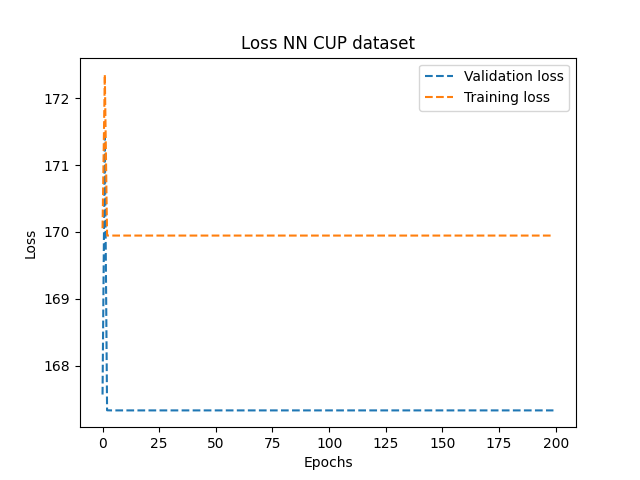 Loss NN CUP dataset
Validation loss
Training loss
172
171
170
169
168
Loss
0 25 50 75 100 125 150 175 200
Epochs